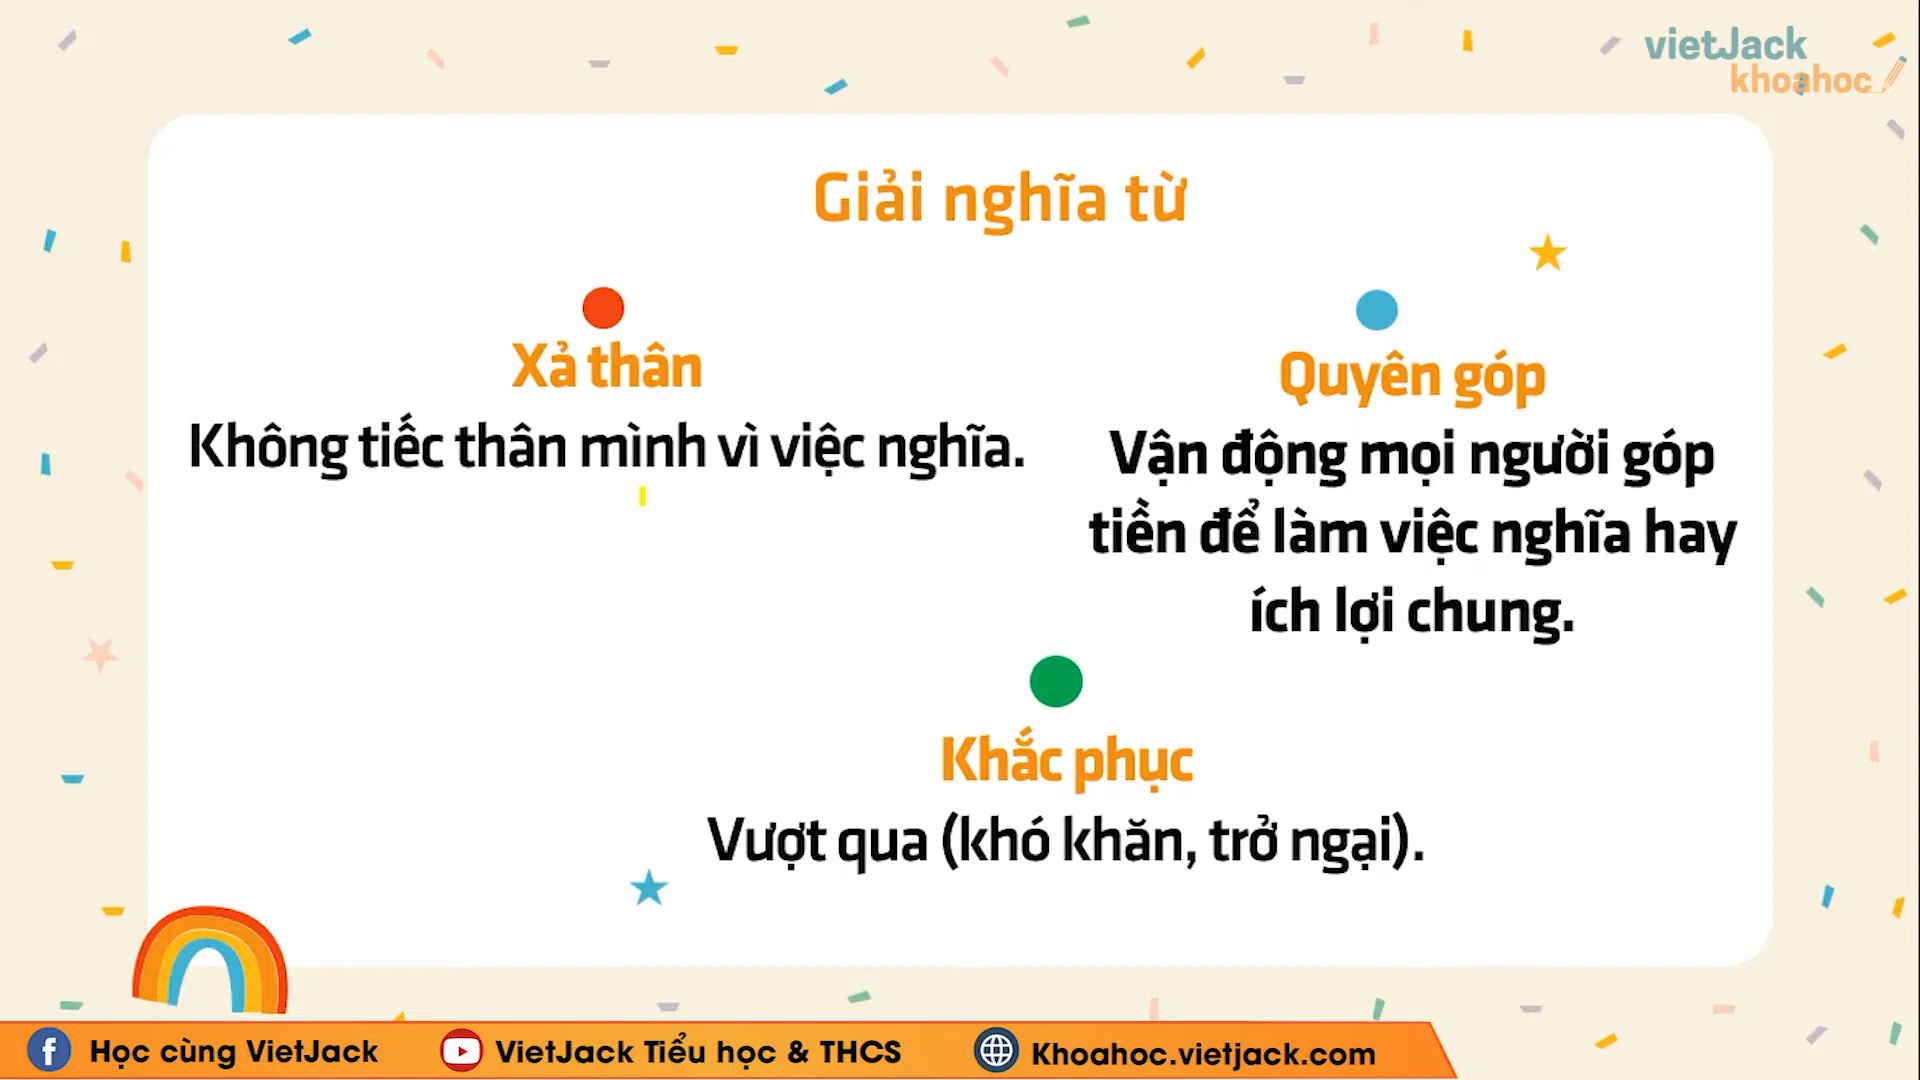 vietJack
khoahoc
Giải nghĩa từ
Xả thân
Không tiếc thân mình vì việc nghĩa.
Quyên góp
Vận động mọi người góp
tiền để làm việc nghĩa hay
ích lợi chung.
Khắc phục
Vượt qua (khó khăn, trở ngại).
Học cùng VietJack
VietJack Tiểu học & THCS
Khoahoc.vietjack.com